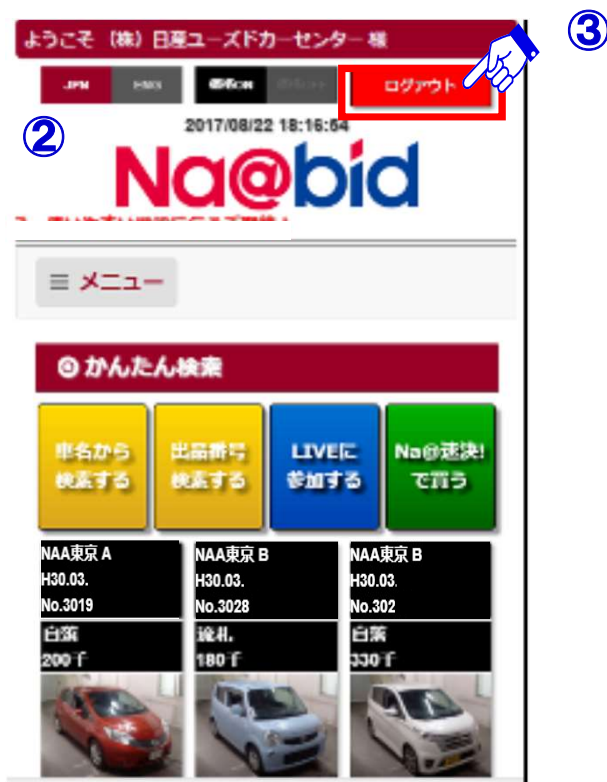 ようこそ （株）日産ユーズドカーセンター 様
③
JPN ENG ログアウト
②
2017/08/22 18:16:54
Na@bid
≡ メニュー
かんたん検索
車名から
検索する
出品番号
検索する
LIVEに
参加する
Na@速決!
で買う
NAA東京 A
H30.03.
No.3019
白落
200千
NAA東京 B
H30.03.
No.3028
流札
180千
NAA東京 B
H30.03.
No.302
白落
330千